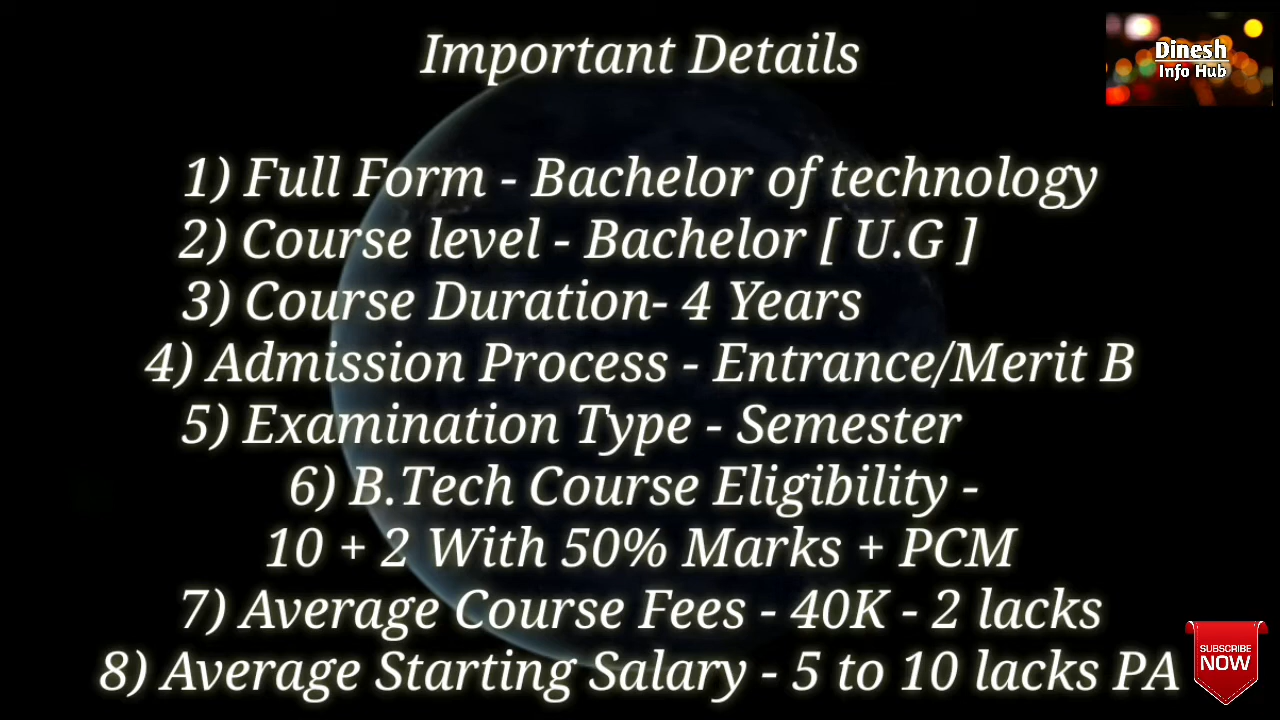 Important Details
Dinesh
Info Hub
1) Full Form - Bachelor of technology
2) Course level - Bachelor [ U.G ]
3) Course Duration- 4 Years
4) Admission Process - Entrance/Merit B
5) Examination Type - Semester
6) B.Tech Course Eligibility -
10 + 2 With 50% Marks + PCM
7) Average Course Fees - 40K - 2 lacks
8) Average Starting Salary - 5 to 10 lacks PA
SUBSCRIBE
NOW